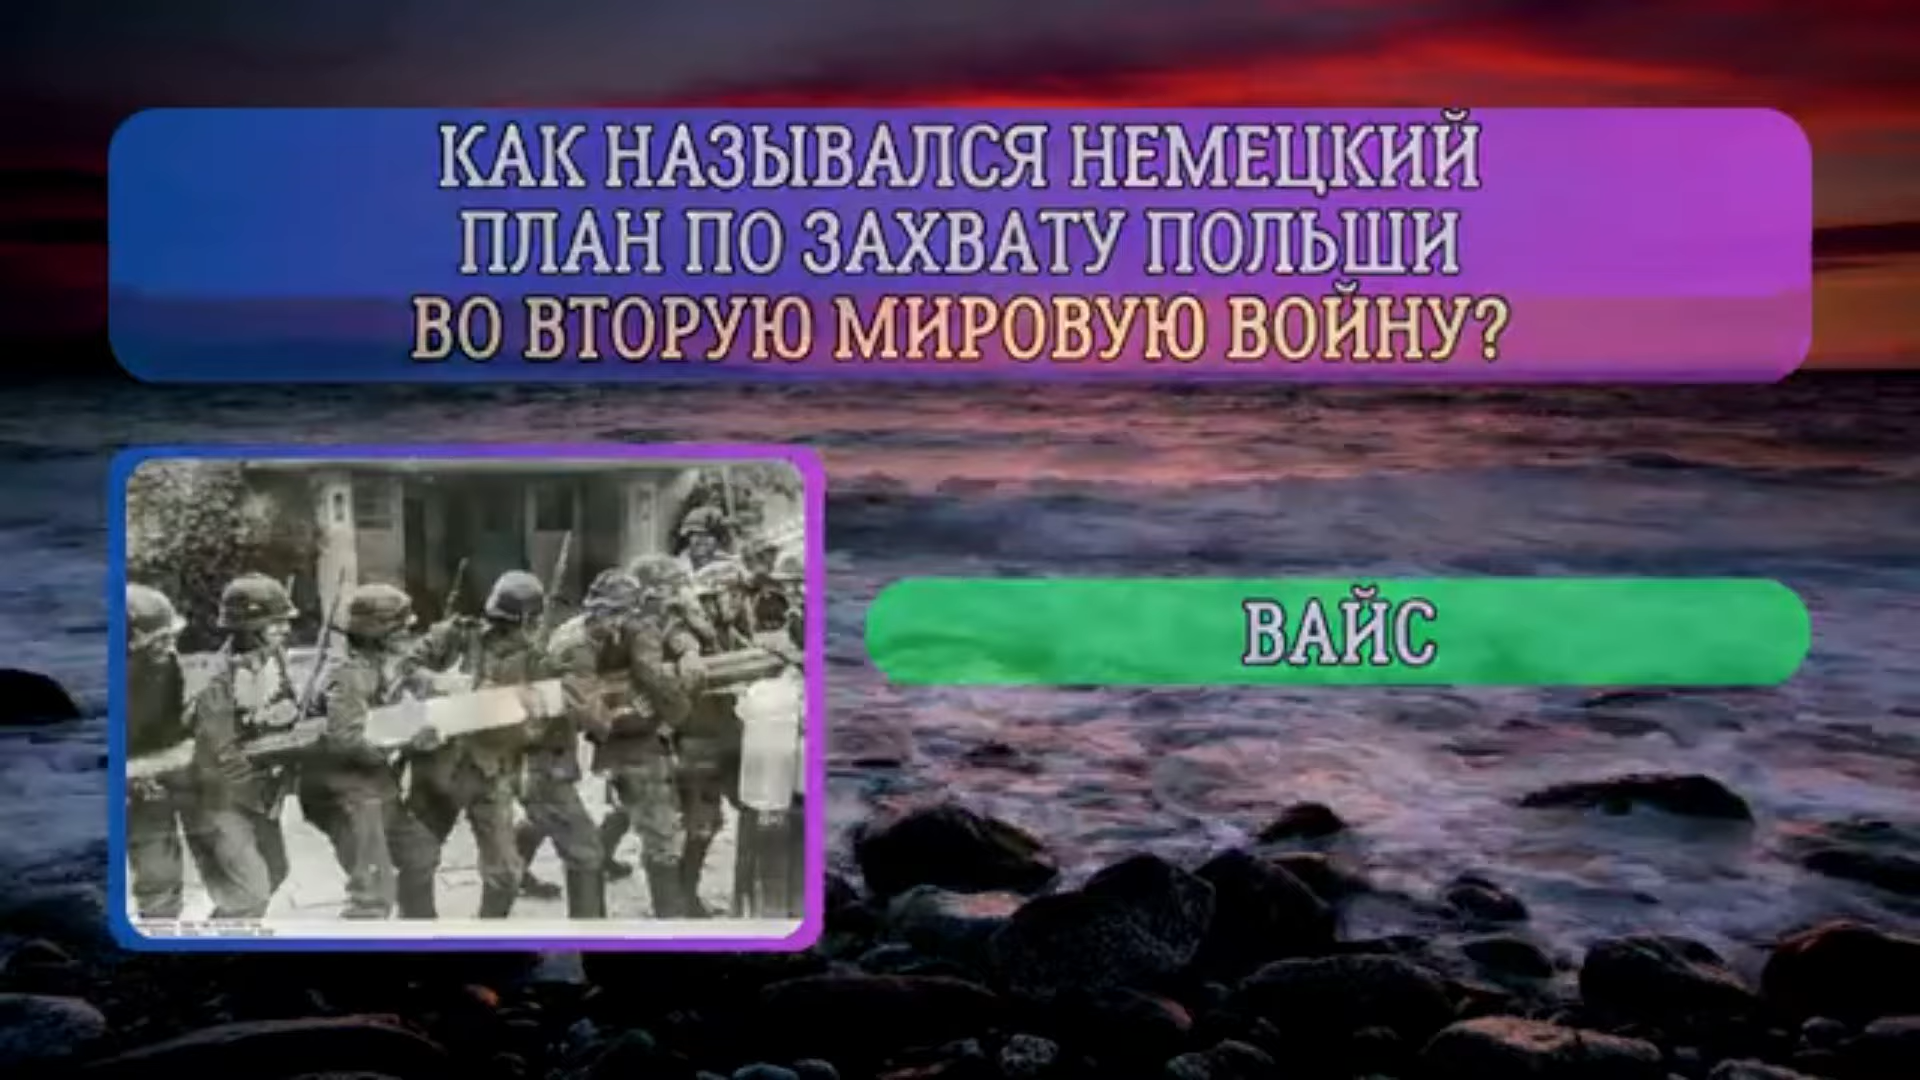 КАК НАЗЫВАЛСЯ НЕМЕЦКИЙ
ПЛАН ПО ЗАХВАТУ ПОЛЬШИ
ВО ВТОРУЮ МИРОВУЮ ВОЙНУ?
ВАЙС